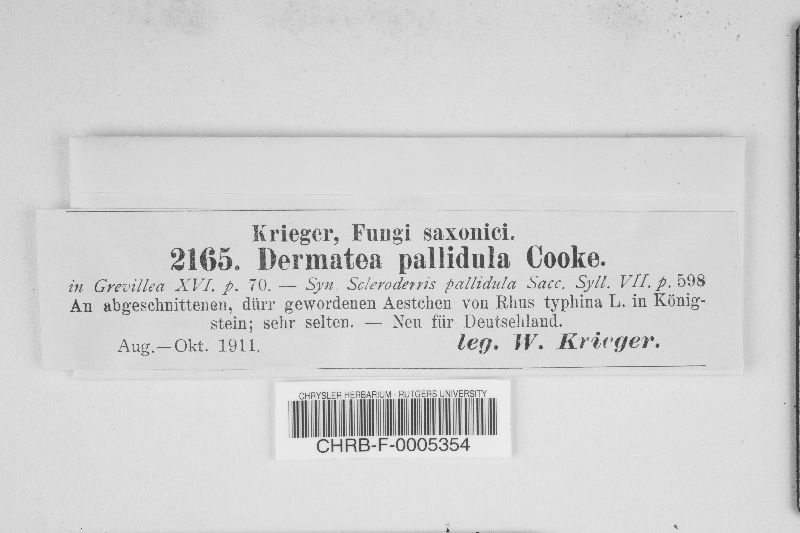 Krieger, Fungi saxonici.
2165. Dermatea pallidula Cooke.
in Grevillea XVI. p. 70. — Syn. Scleroderris pallidula Sacc. Syll. VII. p. 598
An abgeschnittenen, dürr gewordenen Aestchen von Rhus typhina L. in König-
stein; sehr selten. — Neu für Deutschland.
Aug.—Okt. 1911. leg. W. Krieger.
CHRYSLER HERBARIUM - RUTGERS UNIVERSITY
CHRB-F-0005354